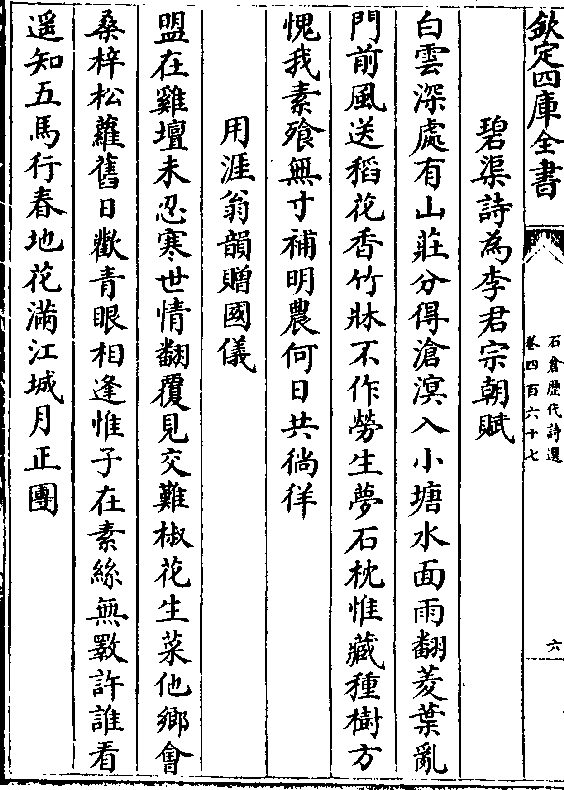 欽定四庫全書
石倉歴代詩選
卷四百六十七
六
碧渠詩為李君宗朝賦
白雲深處有山莊分得滄溟入小塘水面雨翻菱葉亂
門前風送稻花香竹牀不作勞生夢石枕惟藏種樹方
愧我素飱無寸補明農何日共徜徉
用涯翁韻贈國儀
盟在雞壇未忍寒世情翻覆見交難椒花生菜他鄉會
桑梓松蘿舊日歡青眼相逢惟子在素絲無斁許誰看
遥知五馬行春地花滿江城月正團